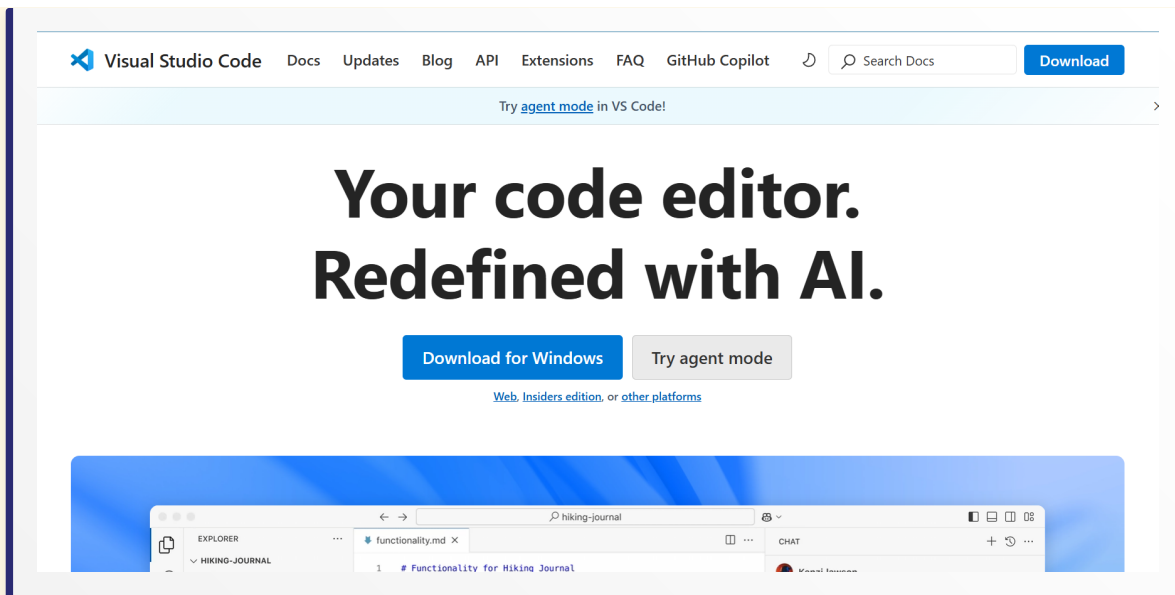 Visual Studio Code Docs Updates Blog API Extensions FAQ GitHub Copilot Search Docs Download
Try agent mode in VS Code!
Your code editor.
Redefined with AI.
Download for Windows Try agent mode
Web, Insiders edition, or other platforms
hiking-journal
EXPLORER ··· functionality.md CHAT
HIKING-JOURNAL 1 # Functionality for Hiking Journal